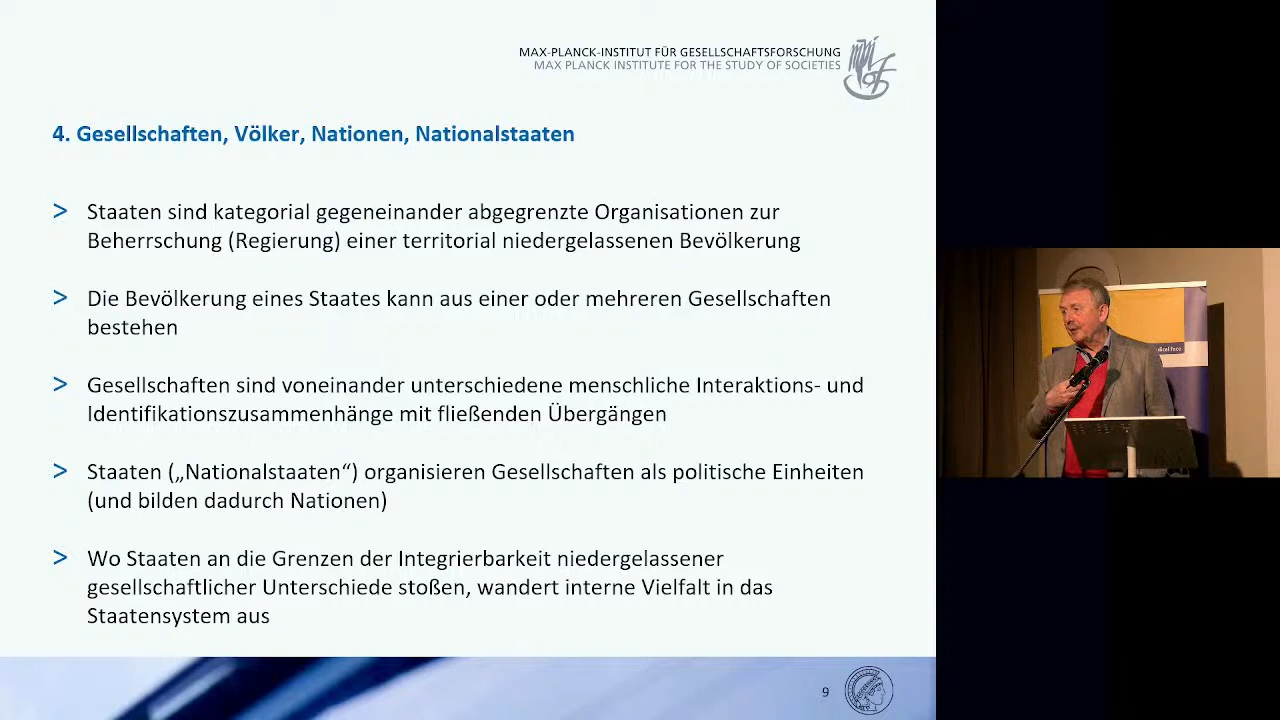 MAX-PLANCK-INSTITUT FÜR GESELLSCHAFTSFORSCHUNG
MAX PLANCK INSTITUTE FOR THE STUDY OF SOCIETIES
4. Gesellschaften, Völker, Nationen, Nationalstaaten
> Staaten sind kategorial gegeneinander abgegrenzte Organisationen zur
Beherrschung (Regierung) einer territorial niedergelassenen Bevölkerung
> Die Bevölkerung eines Staates kann aus einer oder mehreren Gesellschaften
bestehen
> Gesellschaften sind voneinander unterschiedene menschliche Interaktions- und
Identifikationszusammenhänge mit fließenden Übergängen
> Staaten („Nationalstaaten“) organisieren Gesellschaften als politische Einheiten
(und bilden dadurch Nationen)
> Wo Staaten an die Grenzen der Integrierbarkeit niedergelassener
gesellschaftlicher Unterschiede stoßen, wandert interne Vielfalt in das
Staatensystem aus
9